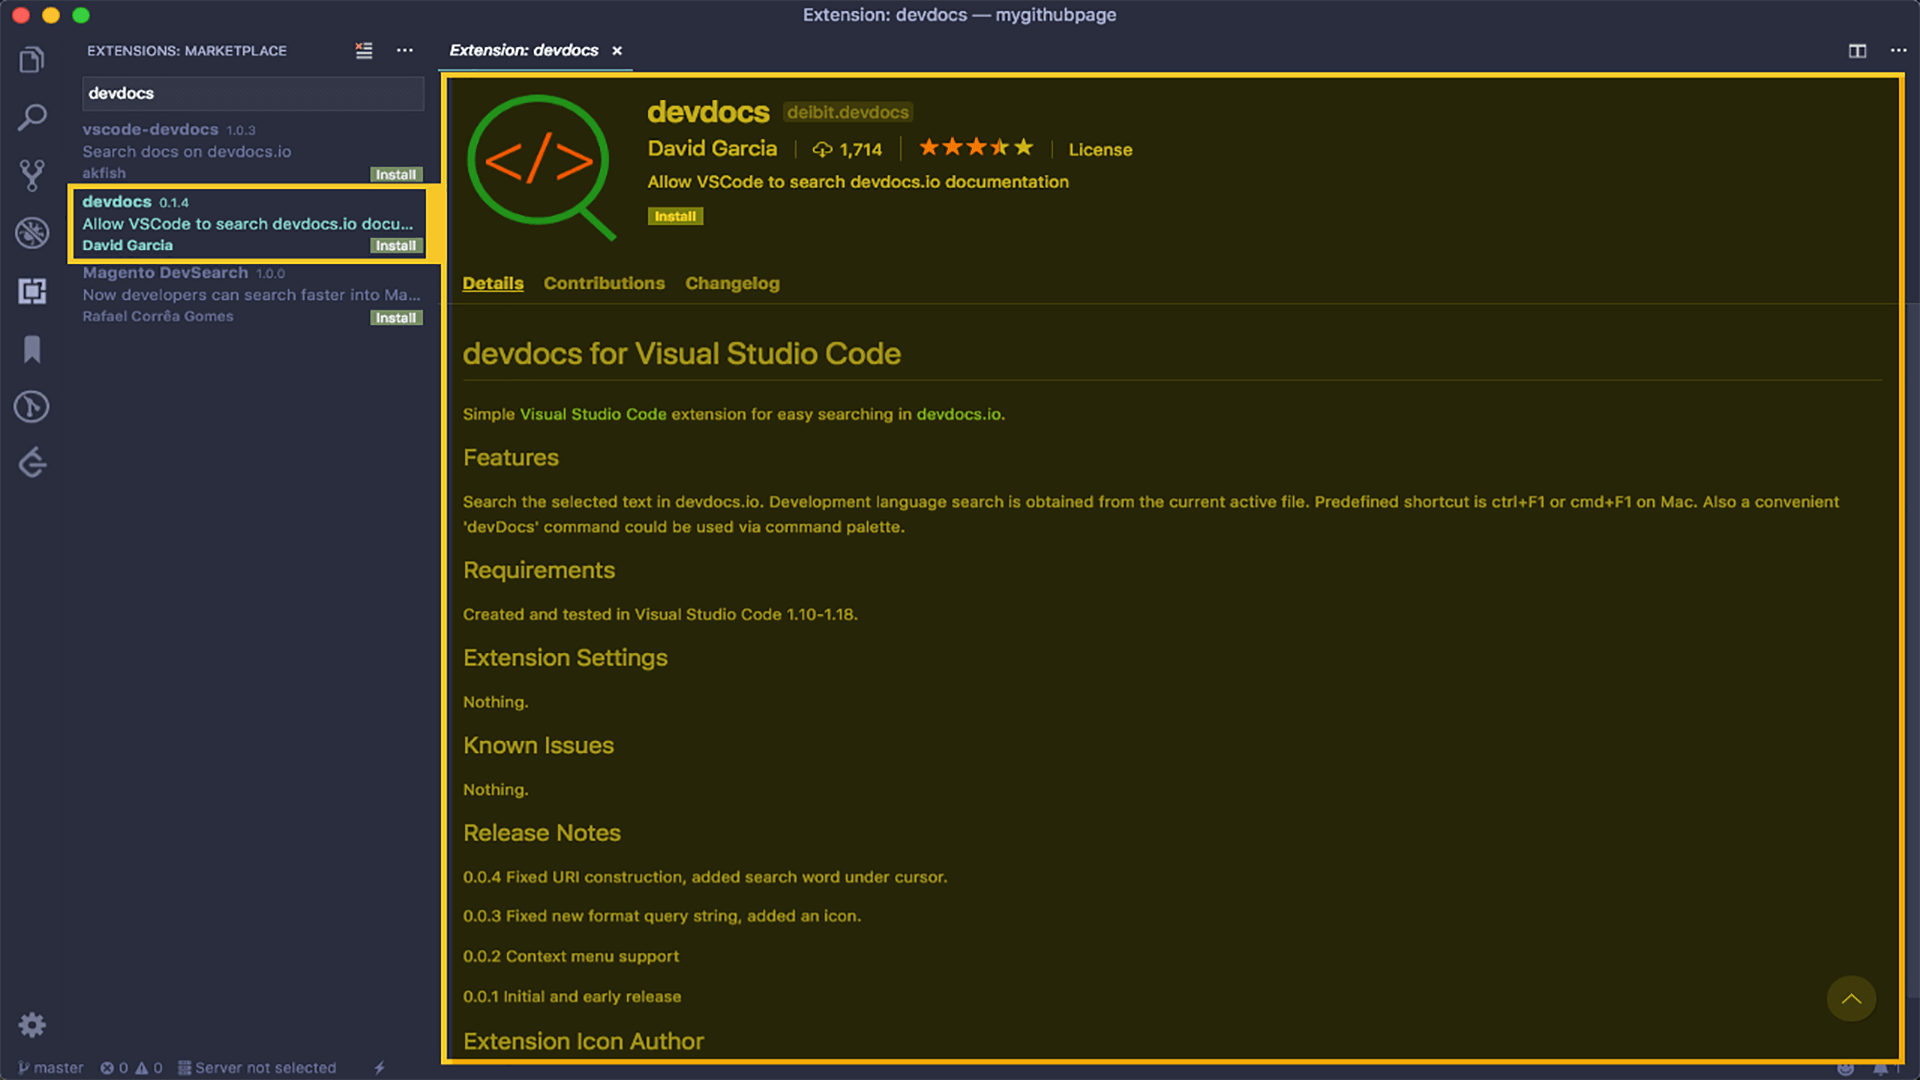 Extension: devdocs — mygithubpage
EXTENSIONS: MARKETPLACE
Extension: devdocs
devdocs
vscode-devdocs 1.0.3
Search docs on devdocs.io
akfish Install
devdocs 0.1.4
Allow VSCode to search devdocs.io docu...
David Garcia Install
Magento DevSearch 1.0.0
Now developers can search faster into Ma...
Rafael Corrêa Gomes Install
</>
devdocs deibit.devdocs
David Garcia 1,714 License
Allow VSCode to search devdocs.io documentation
Install
Details Contributions Changelog
devdocs for Visual Studio Code
Simple Visual Studio Code extension for easy searching in devdocs.io.
Features
Search the selected text in devdocs.io. Development language search is obtained from the current active file. Predefined shortcut is ctrl+F1 or cmd+F1 on Mac. Also a convenient
'devDocs' command could be used via command palette.
Requirements
Created and tested in Visual Studio Code 1.10-1.18.
Extension Settings
Nothing.
Known Issues
Nothing.
Release Notes
0.0.4 Fixed URI construction, added search word under cursor.
0.0.3 Fixed new format query string, added an icon.
0.0.2 Context menu support
0.0.1 Initial and early release
Extension Icon Author
master 0 0 Server not selected 1